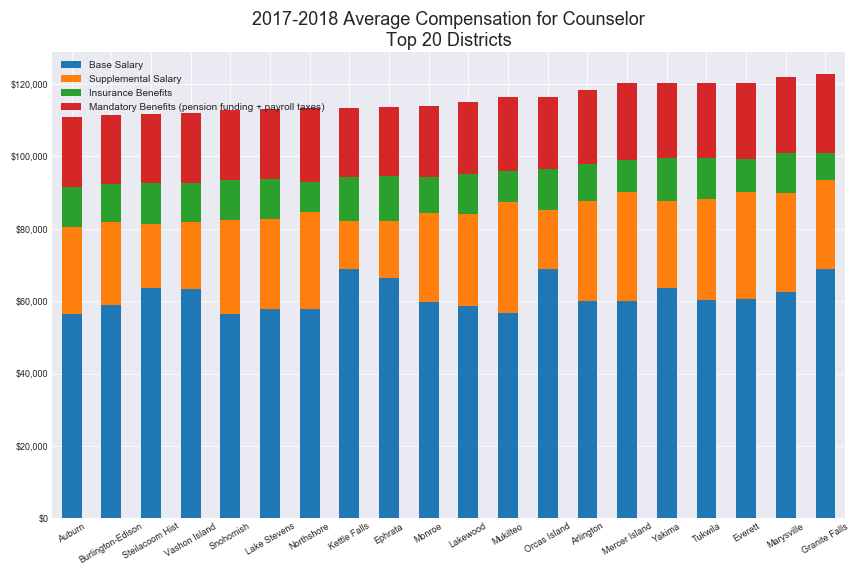 2017-2018 Average Compensation for Counselor
Top 20 Districts
Base Salary
Supplemental Salary
Insurance Benefits
Mandatory Benefits (pension funding + payroll taxes)
$120,000
$100,000
$80,000
$60,000
$40,000
$20,000
$0
Auburn
Burlington-Edison
Steilacoom Hist
Vashon Island
Snohomish
Lake Stevens
Northshore
Kettle Falls
Ephrata
Monroe
Lakewood
Mukilteo
Orcas Island
Arlington
Mercer Island
Yakima
Tukwila
Everett
Marysville
Granite Falls